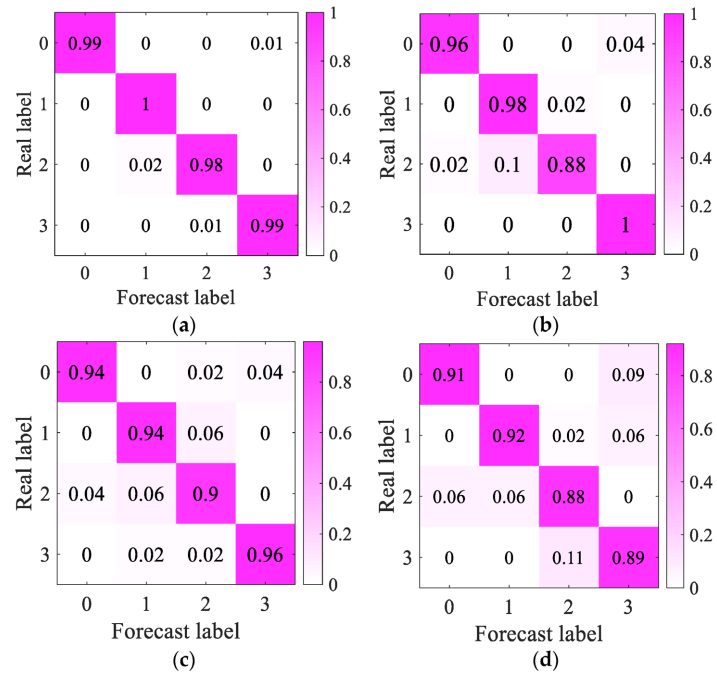 0 0.99 0 0 0.01
1 0 1 0 0
2 0 0.02 0.98 0
3 0 0 0.01 0.99
0 1 2 3
Real label
Forecast label
1
0.8
0.6
0.4
0.2
0
(a)
0 0.96 0 0 0.04
1 0 0.98 0.02 0
2 0.02 0.1 0.88 0
3 0 0 0 1
0 1 2 3
Real label
Forecast label
1
0.8
0.6
0.4
0.2
0
(b)
0 0.94 0 0.02 0.04
1 0 0.94 0.06 0
2 0.04 0.06 0.9 0
3 0 0.02 0.02 0.96
0 1 2 3
Real label
Forecast label
0.8
0.6
0.4
0.2
0
(c)
0 0.91 0 0 0.09
1 0 0.92 0.02 0.06
2 0.06 0.06 0.88 0
3 0 0 0.11 0.89
0 1 2 3
Real label
Forecast label
0.8
0.6
0.4
0.2
0
(d)